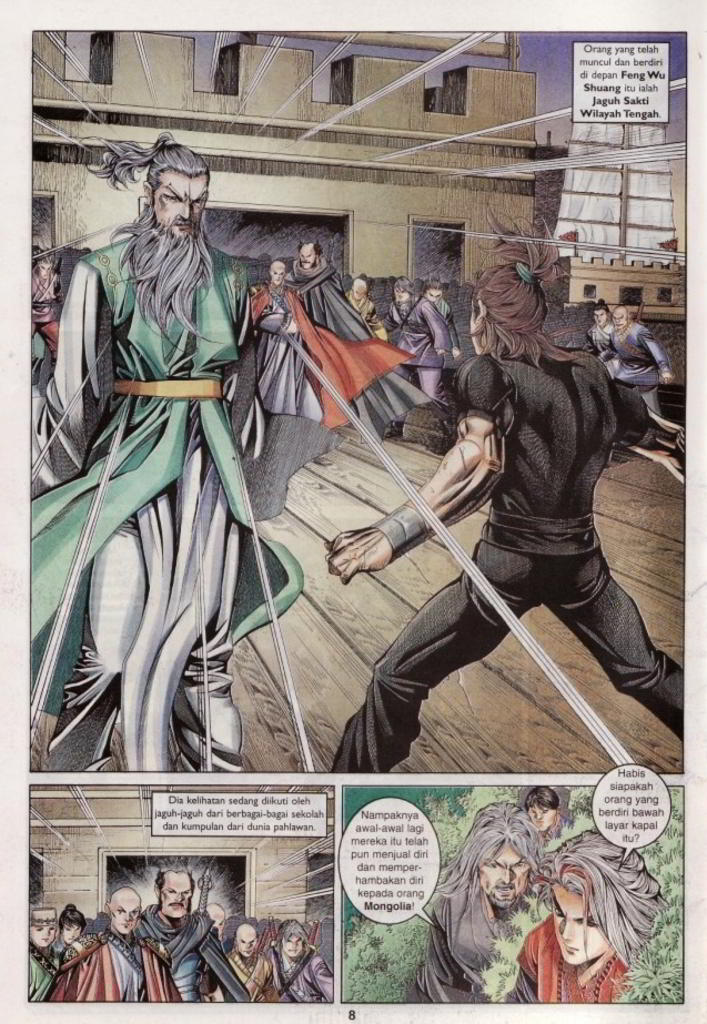 Orang yang telah
muncul dan berdiri
di depan Feng Wu
Shuang itu ialah
Jaguh Sakti
Wilayah Tengah.
Dia kelihatan sedang diikuti oleh
jaguh-jaguh dari berbagai-bagai sekolah
dan kumpulan dari dunia pahlawan.
Nampaknya
awal-awal lagi
mereka itu telah
pun menjual diri
dan memper-
hambakan diri
kepada orang
Mongolia!
Habis
siapakah
orang yang
berdiri bawah
layar kapal
itu?
8